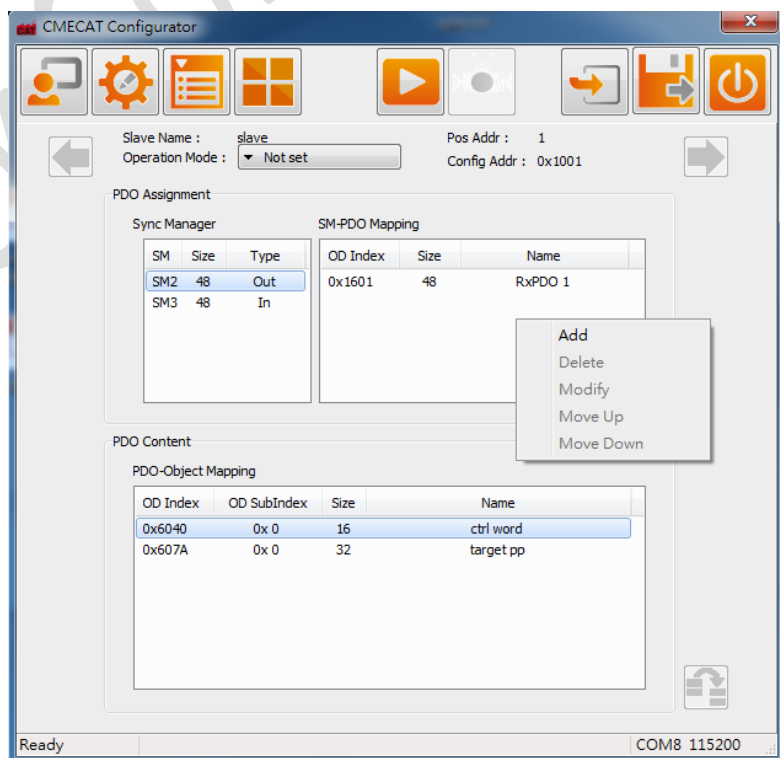 CAT CMECAT Configurator
Slave Name : slave Pos Addr : 1
Operation Mode : Not set Config Addr : 0x1001
PDO Assignment
Sync Manager SM-PDO Mapping
SM Size Type OD Index Size Name
SM2 48 Out 0x1601 48 RxPDO 1
SM3 48 In
Add
Delete
Modify
Move Up
Move Down
PDO Content
PDO-Object Mapping
OD Index OD SubIndex Size Name
0x6040 0x 0 16 ctrl word
0x607A 0x 0 32 target pp
Ready COM8 115200